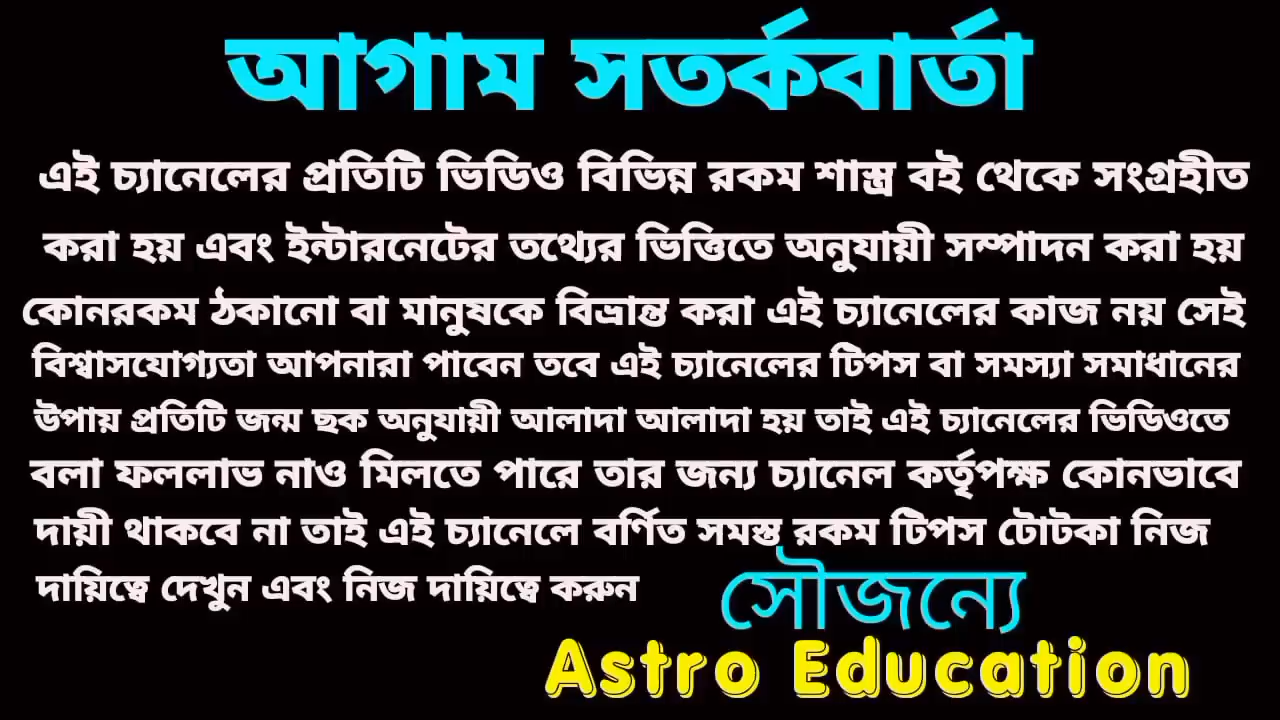 আগাম সতর্কবার্তা
এই চ্যানেলের প্রতিটি ভিডিও বিভিন্ন রকম শাস্ত্র বই থেকে সংগ্রহীত
করা হয় এবং ইন্টারনেটের তথ্যের ভিত্তিতে অনুযায়ী সম্পাদন করা হয়
কোনরকম ঠকানো বা মানুষকে বিভ্রান্ত করা এই চ্যানেলের কাজ নয় সেই
বিশ্বাসযোগ্যতা আপনারা পাবেন তবে এই চ্যানেলের টিপস বা সমস্যা সমাধানের
উপায় প্রতিটি জন্ম ছক অনুযায়ী আলাদা আলাদা হয় তাই এই চ্যানেলের ভিডিওতে
বলা ফললাভ নাও মিলতে পারে তার জন্য চ্যানেল কর্তৃপক্ষ কোনভাবে
দায়ী থাকবে না তাই এই চ্যানেলে বর্ণিত সমস্ত রকম টিপস টোটকা নিজ
দায়িত্বে দেখুন এবং নিজ দায়িত্বে করুন
সৌজন্যে
Astro Education